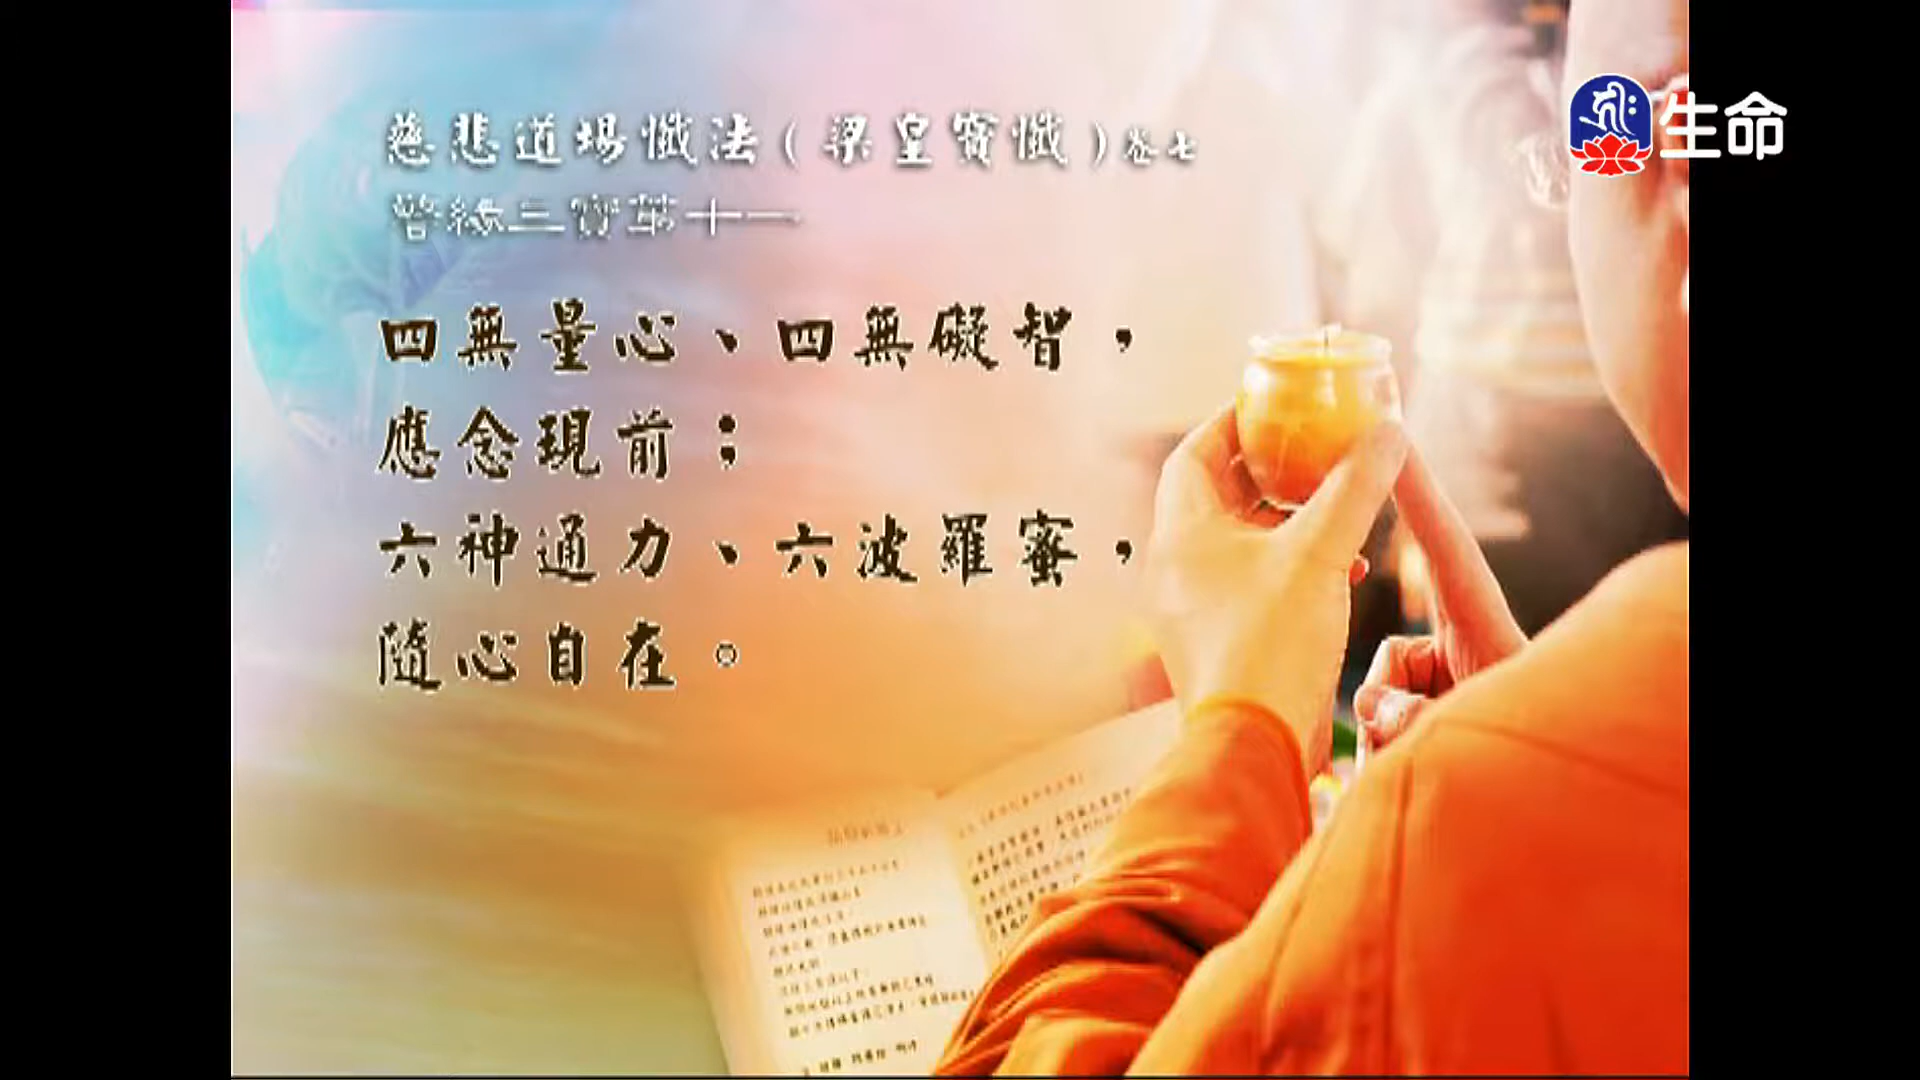 慈悲道場懺法(梁皇寶懺)卷七
警緣三寶第十一
生命
四無量心、四無礙智，
應念現前；
六神通力、六波羅蜜，
隨心自在。